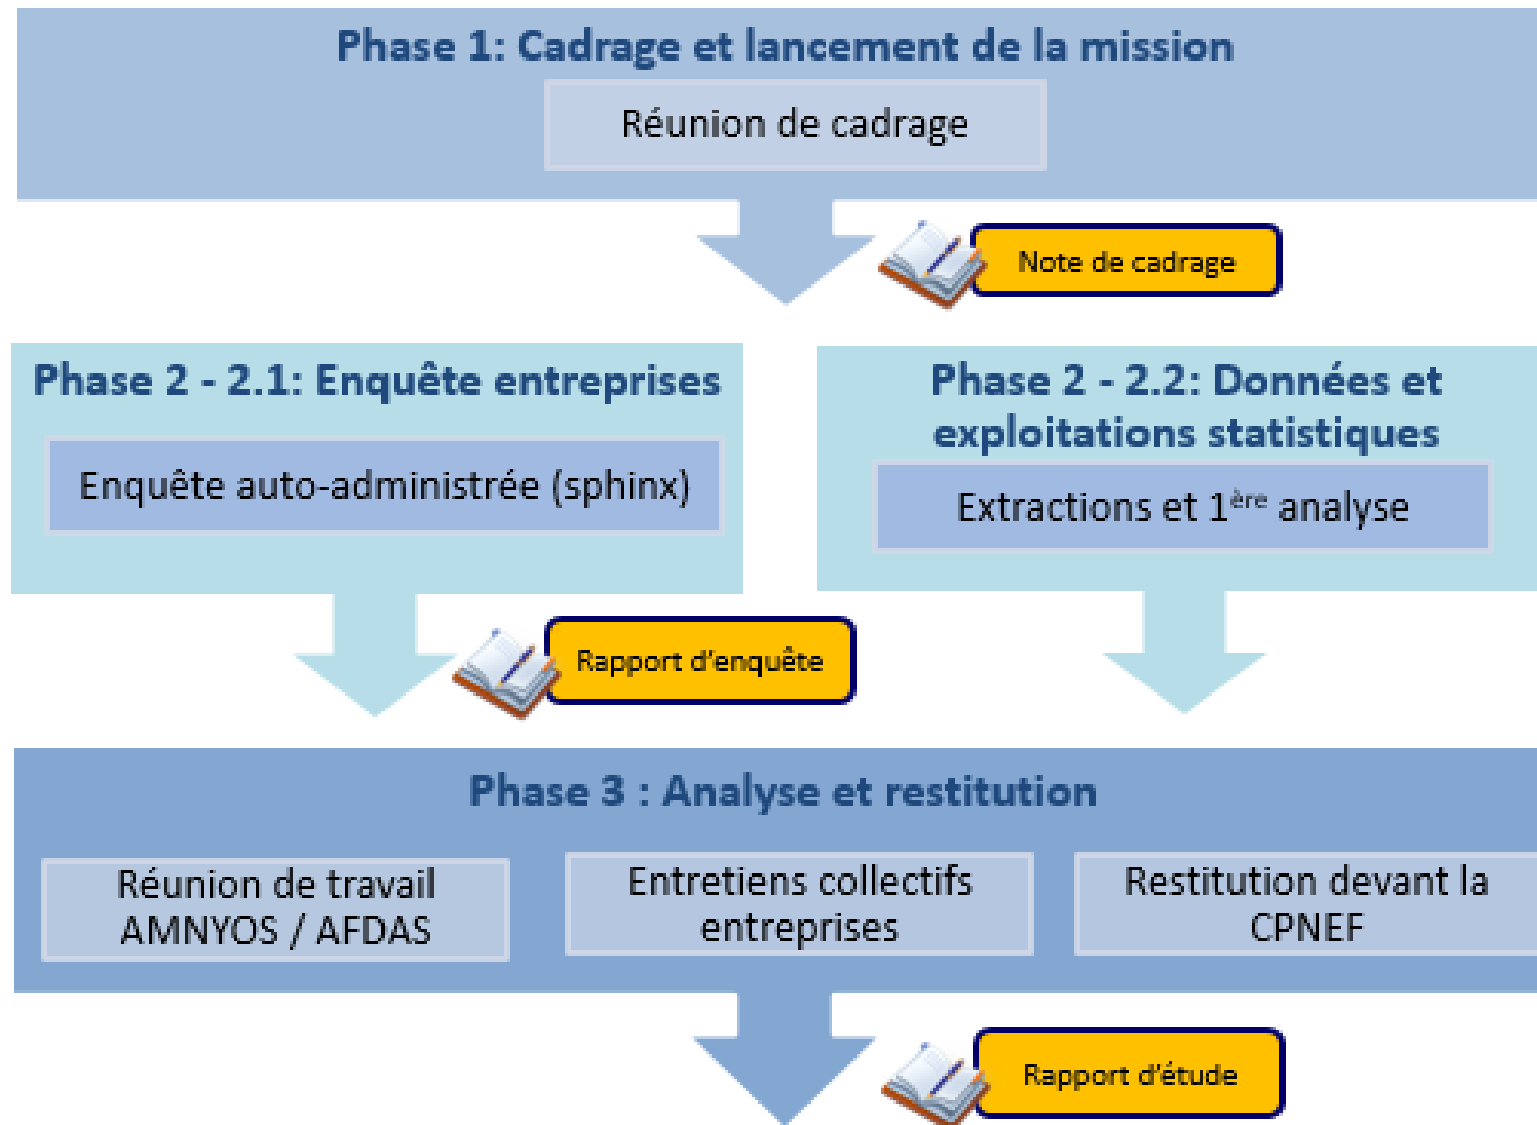 Phase 1: Cadrage et lancement de la mission
Réunion de cadrage
Note de cadrage
Phase 2 - 2.1: Enquête entreprises
Enquête auto-administrée (sphinx)
Phase 2 - 2.2: Données et
exploitations statistiques
Extractions et 1ère analyse
Rapport d'enquête
Phase 3 : Analyse et restitution
Réunion de travail
AMNYOS / AFDAS
Entretiens collectifs
entreprises
Restitution devant la
CPNEF
Rapport d'étude